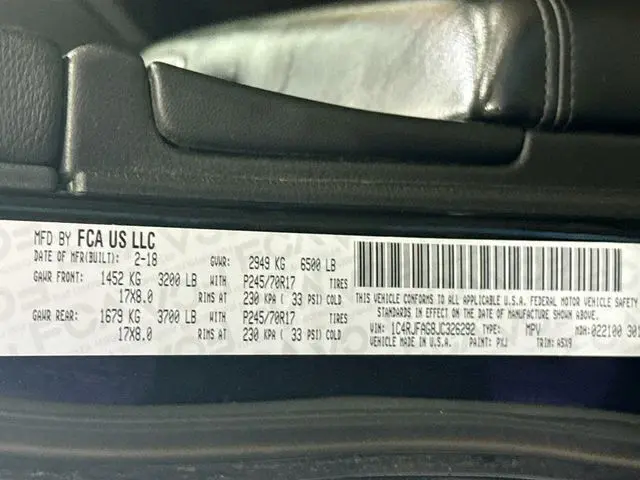 MFD BY FCA US LLC
DATE OF MFR(BUILT): 2-18 GVWR: 2949 KG 6500 LB
GAWR FRONT: 1452 KG 3200 LB WITH P245/70R17 TIRES
17X8.0 RIMS AT 230 KPA ( 33 PSI) COLD
GAWR REAR: 1679 KG 3700 LB WITH P245/70R17 TIRES
17X8.0 RIMS AT 230 KPA ( 33 PSI) COLD
THIS VEHICLE CONFORMS TO ALL APPLICABLE U.S.A. FEDERAL MOTOR VEHICLE SAFETY
STANDARDS IN EFFECT ON THE DATE OF MANUFACTURE SHOWN ABOVE
VIN: 1C4RJFAG8JC326292 TYPE: MPV MDH: 022100 301
VEHICLE MADE IN U.S.A. PAINT: PXJ TRIM: A5X9